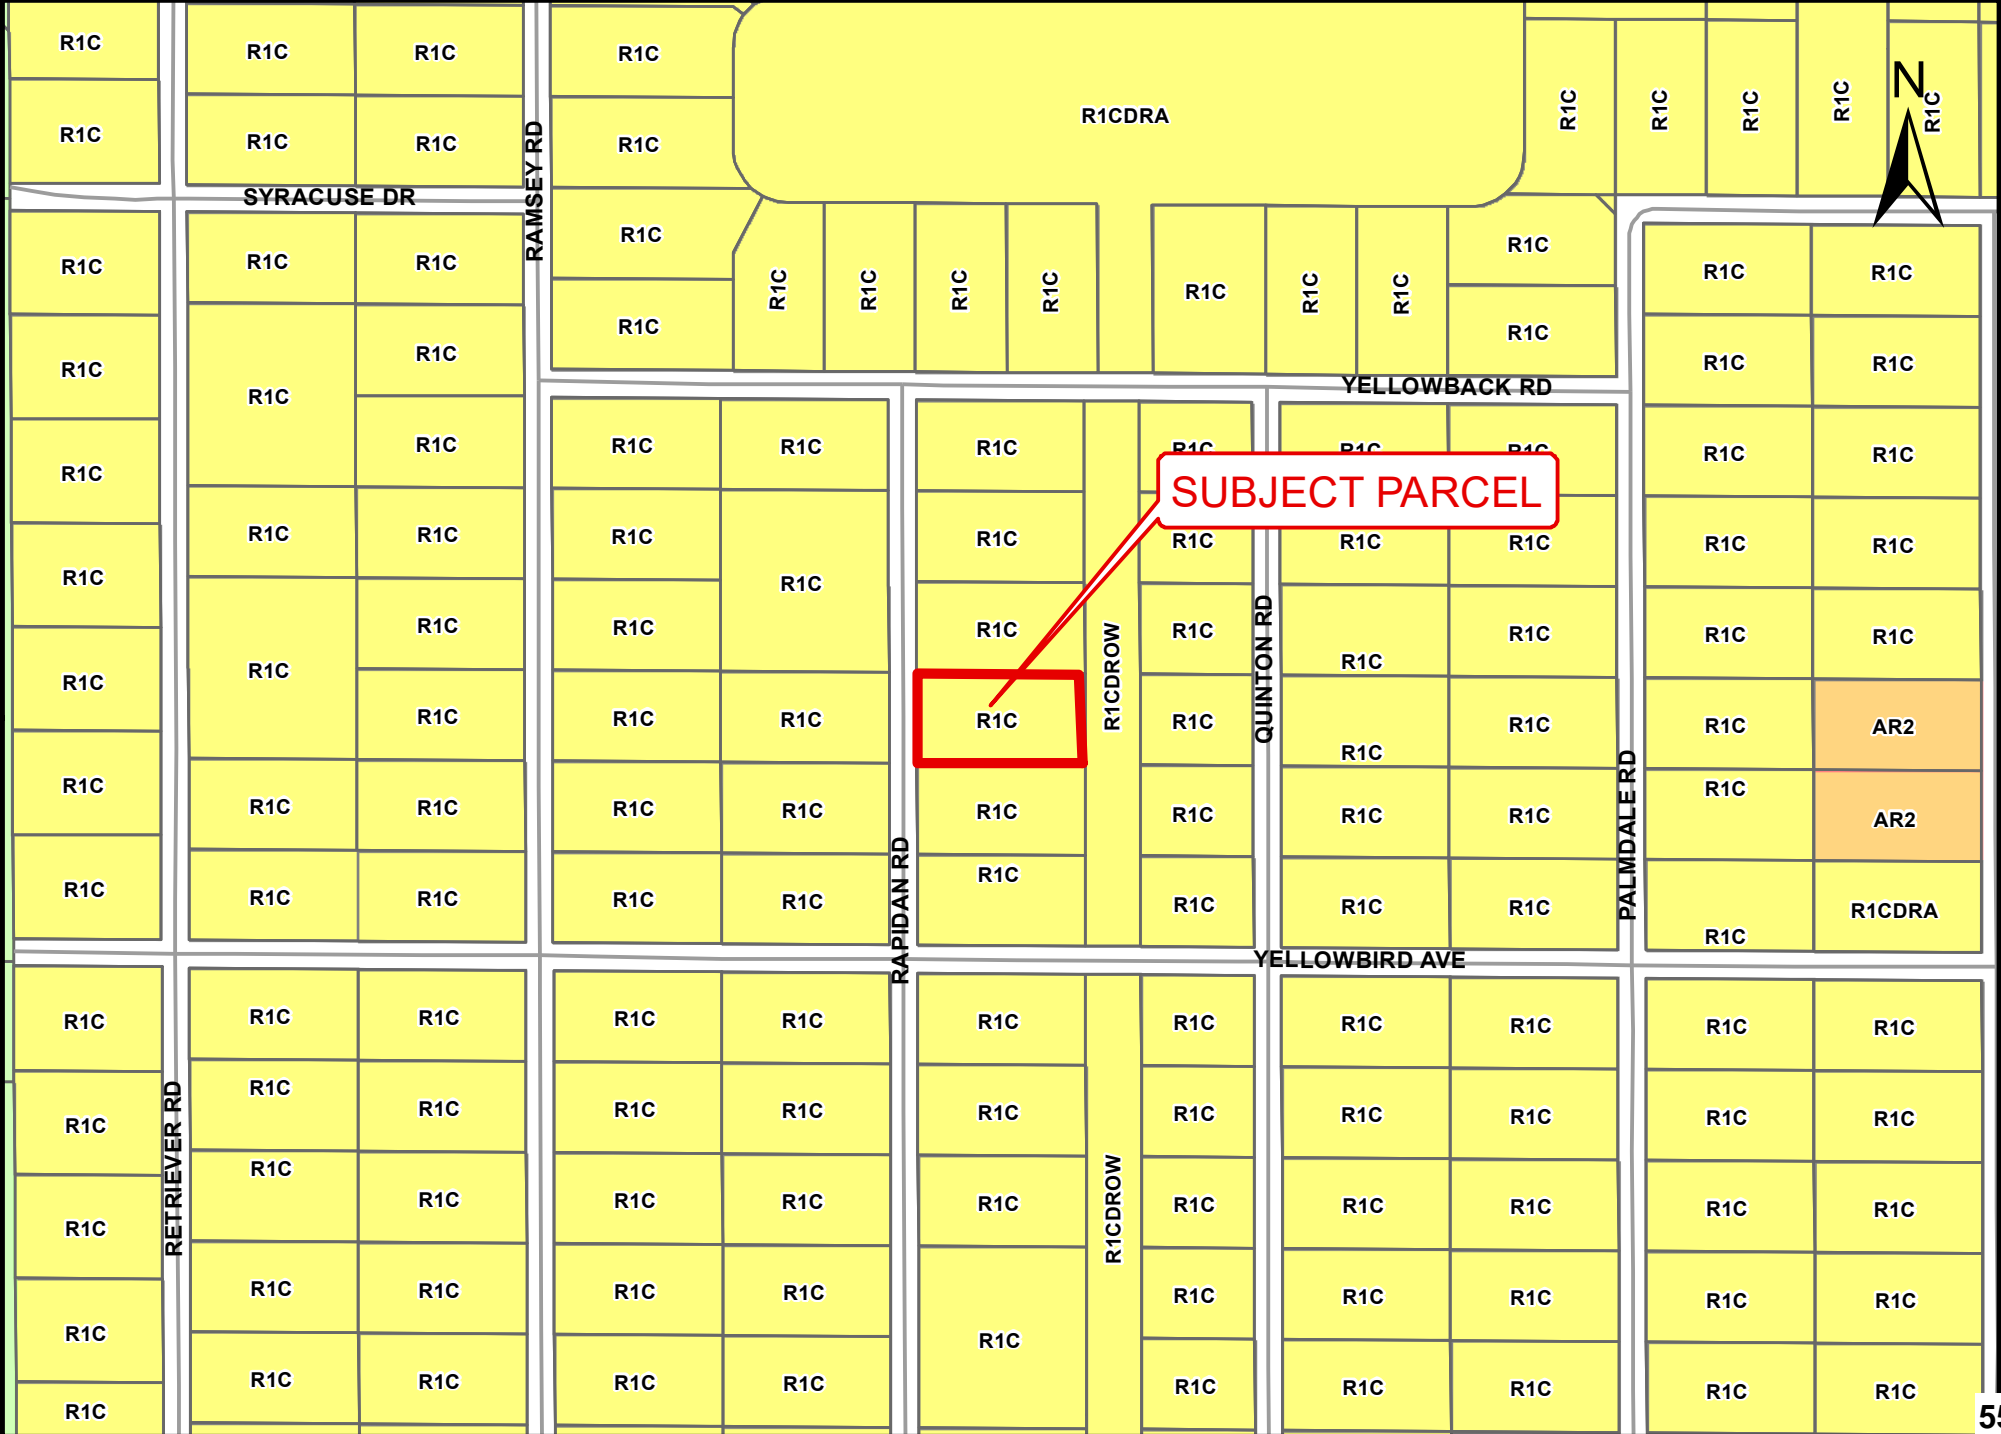 R1C R1C R1C R1C R1CDRA R1C R1C R1C R1C N R1C
R1C R1C R1C R1C
SYRACUSE DR RAMSEY RD
R1C R1C R1C R1C R1C R1C R1C R1C R1C R1C R1C R1C R1C R1C
R1C R1C R1C R1C R1C R1C R1C
YELLOWBACK RD
R1C R1C R1C R1C R1C R1C R1C R1C R1C R1C
SUBJECT PARCEL
R1C R1C R1C R1C R1C R1C R1C R1C R1C R1C
R1C R1C
R1C R1C R1C R1C R1CDROW R1C QUINTON RD R1C R1C R1C R1C
R1C R1C R1C R1C R1C R1C R1C R1C R1C R1C AR2
R1C R1C R1C R1C R1C R1C R1C R1C R1C PALMDALE RD R1C AR2
R1C R1C R1C R1C R1C RAPIDAN RD R1C R1C R1C R1C R1C R1CDRA
YELLOWBIRD AVE
R1C R1C R1C R1C R1C R1C R1C R1C R1C R1C R1C
R1C RETRIEVER RD R1C R1C R1C R1C R1C R1C R1C R1C R1C R1C
R1C R1C R1C R1C R1C R1C R1CDROW R1C R1C R1C R1C R1C
R1C R1C R1C R1C R1C R1C R1C R1C R1C R1C R1C
R1C R1C R1C R1C R1C R1C R1C R1C R1C R1C
55